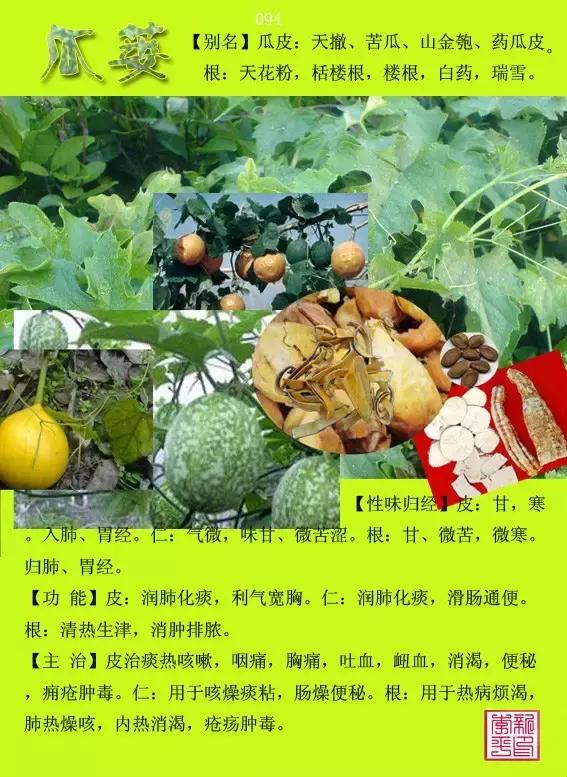 094
瓜蒌
【别名】瓜皮：天撤、苦瓜、山金匏、药瓜皮。
根：天花粉，栝楼根，楼根，白药，瑞雪。
【性味归经】皮：甘，寒
。入肺、胃经。仁：气微，味甘、微苦涩。根：甘、微苦，微寒。
归肺、胃经。
【功 能】皮：润肺化痰，利气宽胸。仁：润肺化痰，滑肠通便。
根：清热生津，消肿排脓。
【主 治】皮治痰热咳嗽，咽痛，胸痛，吐血，衄血，消渴，便秘
，痈疮肿毒。仁：用于咳燥痰粘，肠燥便秘。根：用于热病烦渴，
肺热燥咳，内热消渴，疮疡肿毒。